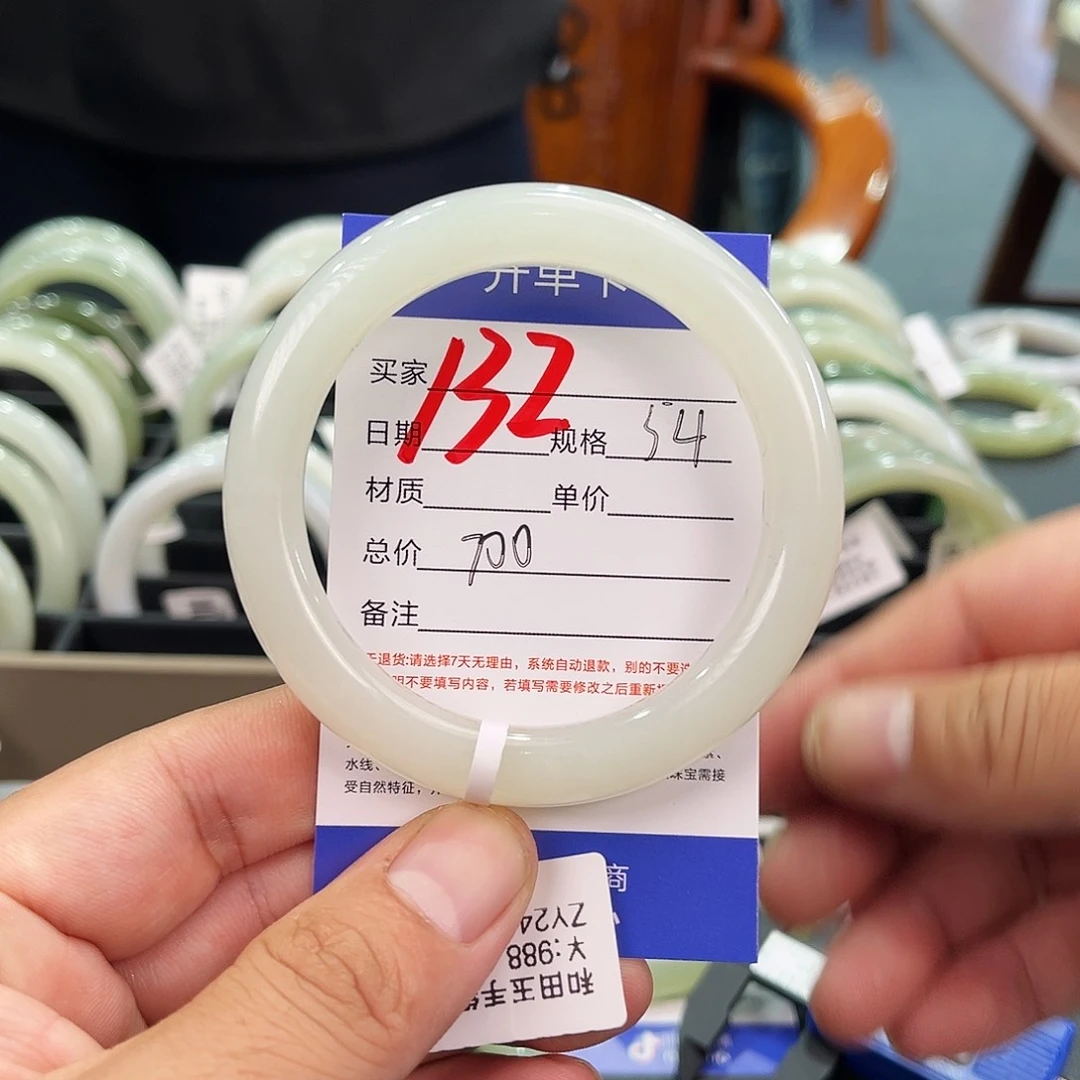 开单卡
132
买家
日期 规格 54
材质 单价
总价 700
备注
退货:请选择7天无理由，系统自动退款，别的不要
明不要填写内容，若填写需要修改之后重新
水线、 珠宝需接
受自然特征，
商
和田玉手
¥:988
ZY24